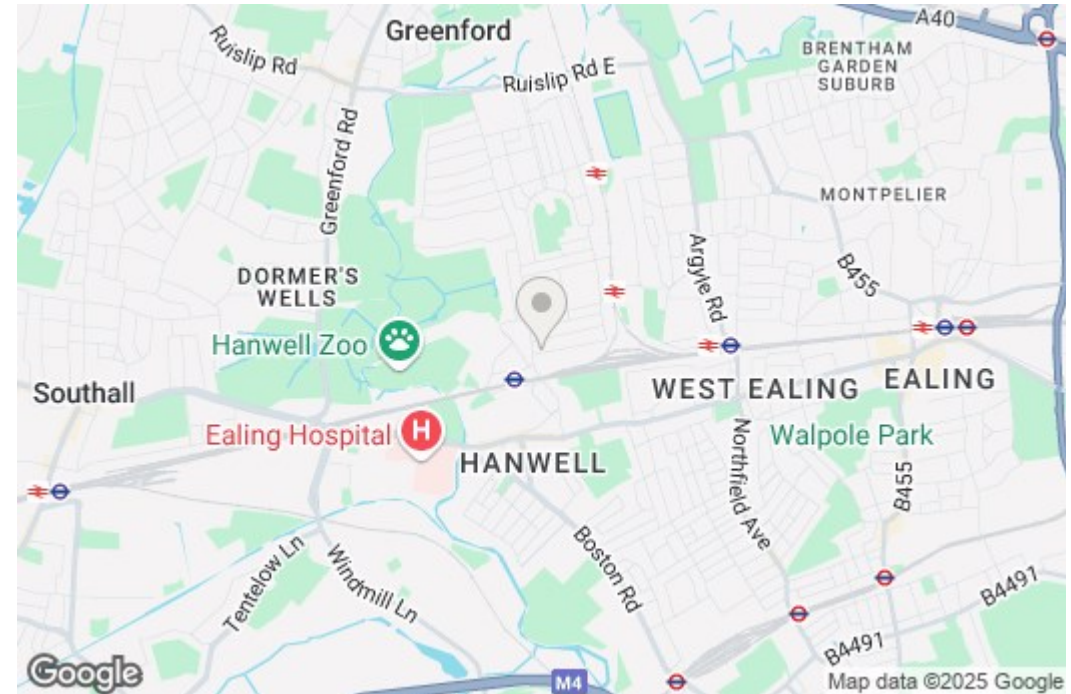 A40
Greenford
Ruislip Rd
BRENTHAM
GARDEN
SUBURB
Ruislip Rd E
Greenford Rd
MONTPELIER
Argyle Rd
B455
DORMER'S
WELLS
Hanwell Zoo
Southall
WEST EALING
EALING
Ealing Hospital
H
Walpole Park
HANWELL
Northfield Ave
B455
Boston Rd
Tentelow Ln
Windmill Ln
B4491
B4491
Google
M4
Map data ©2025 Google